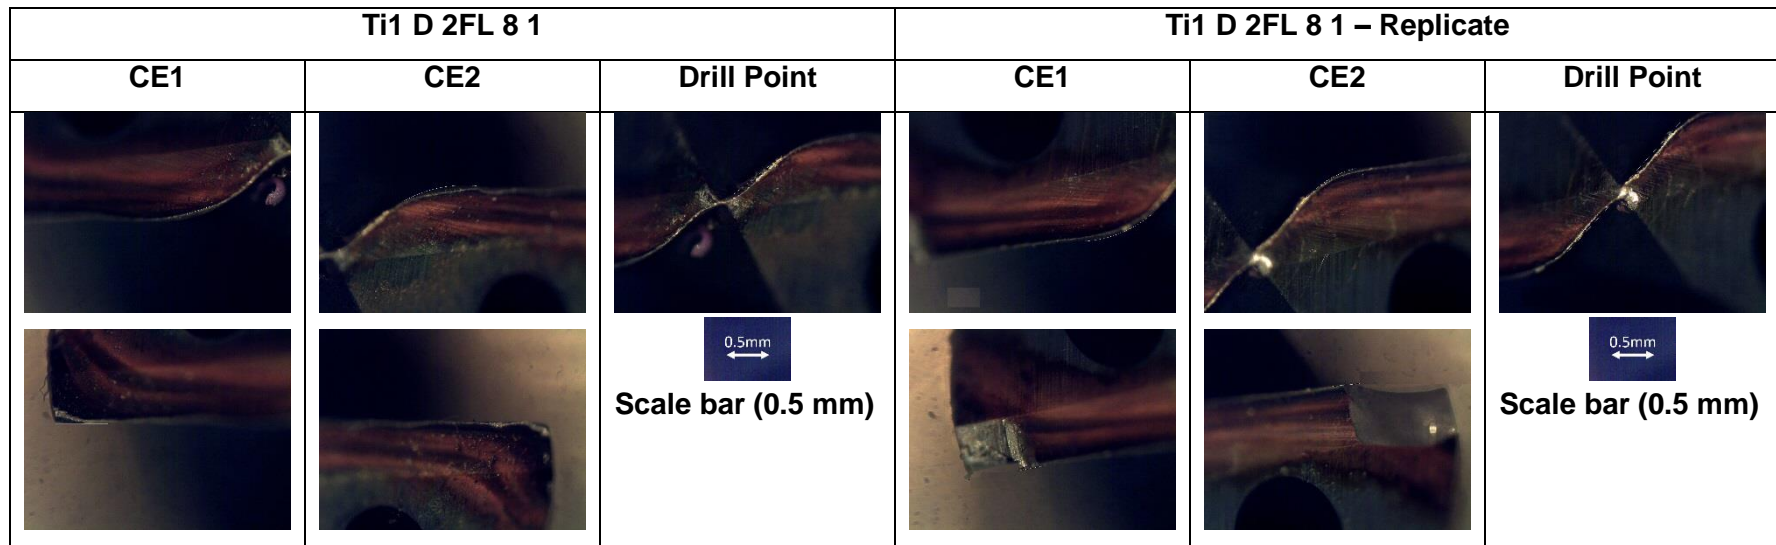 Ti1 D 2FL 8 1
Ti1 D 2FL 8 1 – Replicate
CE1
CE2
Drill Point
CE1
CE2
Drill Point
0.5mm
Scale bar (0.5 mm)
0.5mm
Scale bar (0.5 mm)